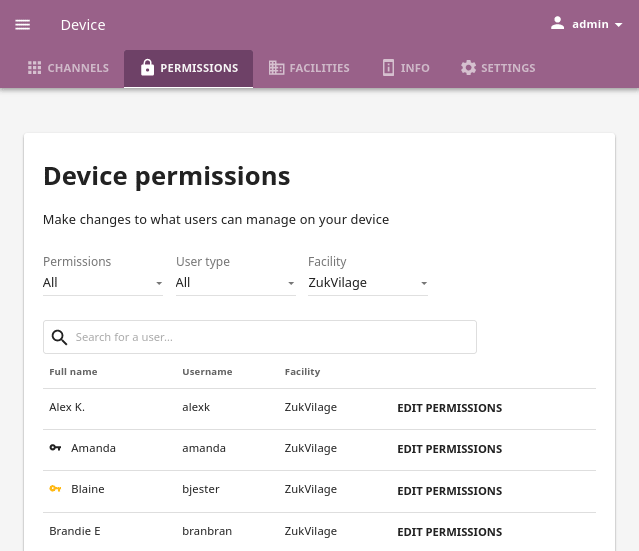 Device
admin
CHANNELS PERMISSIONS FACILITIES INFO SETTINGS
Device permissions
Make changes to what users can manage on your device
Permissions User type Facility
All All ZukVilage
Search for a user...
Full name Username Facility
Alex K. alexk ZukVilage EDIT PERMISSIONS
Amanda amanda ZukVilage EDIT PERMISSIONS
Blaine bjester ZukVilage EDIT PERMISSIONS
Brandie E branbran ZukVilage EDIT PERMISSIONS